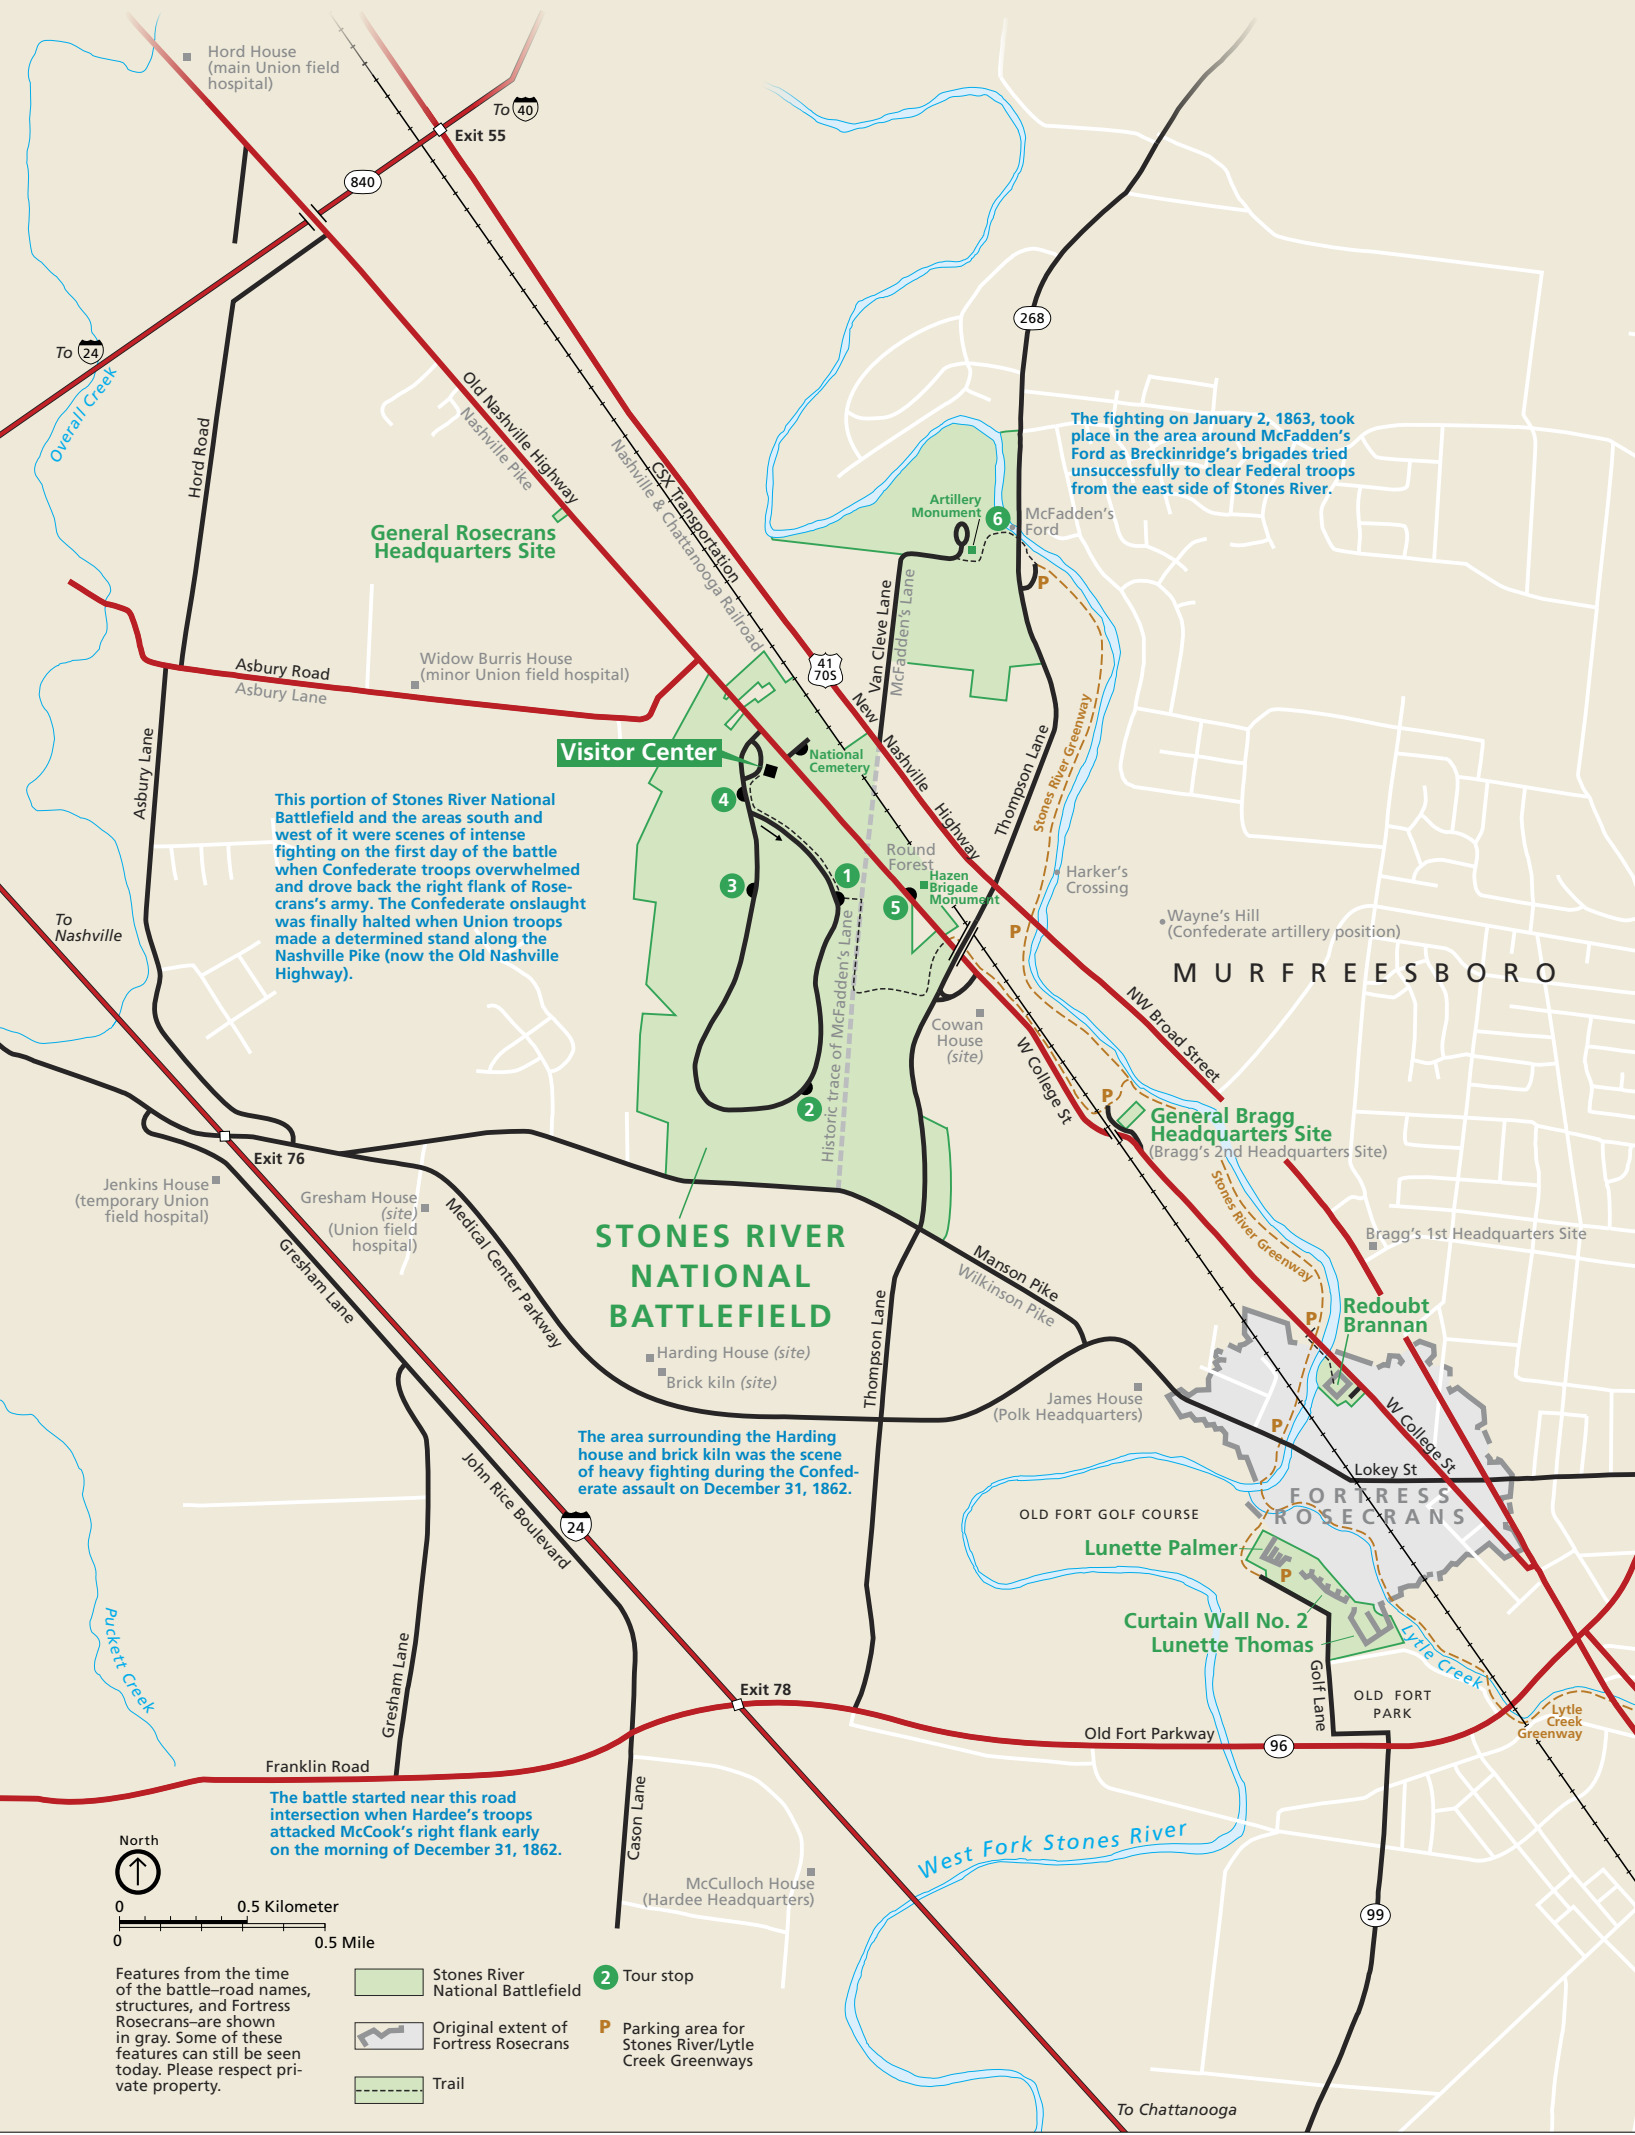 Hord House
(main Union field
hospital)
To 40
Exit 55
840
268
To 24
Overall Creek
Hord Road
Old Nashville Highway
Nashville Pike
CSX Transportation
Nashville & Chattanooga Railroad
The fighting on January 2, 1863, took
place in the area around McFadden's
Ford as Breckinridge's brigades tried
unsuccessfully to clear Federal troops
from the east side of Stones River.
Artillery
Monument
6
McFadden's
Ford
P
General Rosecrans
Headquarters Site
Van Cleve Lane
McFadden's Lane
Asbury Road
Asbury Lane
Widow Burris House
(minor Union field hospital)
41
70S
New Nashville Highway
Thompson Lane
Stones River Greenway
Visitor Center
National
Cemetery
Asbury Lane
4
This portion of Stones River National
Battlefield and the areas south and
west of it were scenes of intense
fighting on the first day of the battle
when Confederate troops overwhelmed
and drove back the right flank of Rose-
crans's army. The Confederate onslaught
was finally halted when Union troops
made a determined stand along the
Nashville Pike (now the Old Nashville
Highway).
Round
Forest
Hazen
Brigade
Monument
3
1
5
Harker's
Crossing
P
Wayne's Hill
(Confederate artillery position)
To
Nashville
MURFREESBORO
Historic trace of McFadden's Lane
Cowan
House
(site)
NW Broad Street
W College St
2
P
General Bragg
Headquarters Site
(Bragg's 2nd Headquarters Site)
Exit 76
Jenkins House
(temporary Union
field hospital)
Gresham House
(site)
(Union field
hospital)
Gresham Lane
Medical Center Parkway
STONES RIVER
NATIONAL
BATTLEFIELD
Manson Pike
Wilkinson Pike
Stones River Greenway
Bragg's 1st Headquarters Site
P
Redoubt
Brannan
Harding House (site)
Brick kiln (site)
Thompson Lane
James House
(Polk Headquarters)
P
W College St
The area surrounding the Harding
house and brick kiln was the scene
of heavy fighting during the Confed-
erate assault on December 31, 1862.
John Rice Boulevard
24
Lokey St
FORTRESS
ROSECRANS
OLD FORT GOLF COURSE
Lunette Palmer
P
Curtain Wall No. 2
Lunette Thomas
Lytle Creek
Puckett Creek
Gresham Lane
Exit 78
Golf Lane
OLD FORT
PARK
Lytle
Creek
Greenway
Old Fort Parkway
96
Franklin Road
The battle started near this road
intersection when Hardee's troops
attacked McCook's right flank early
on the morning of December 31, 1862.
Cason Lane
West Fork Stones River
McCulloch House
(Hardee Headquarters)
99
North
0 0.5 Kilometer
0 0.5 Mile
Features from the time
of the battle–road names,
structures, and Fortress
Rosecrans–are shown
in gray. Some of these
features can still be seen
today. Please respect pri-
vate property.
Stones River
National Battlefield
Original extent of
Fortress Rosecrans
Trail
2 Tour stop
P Parking area for
Stones River/Lytle
Creek Greenways
To Chattanooga